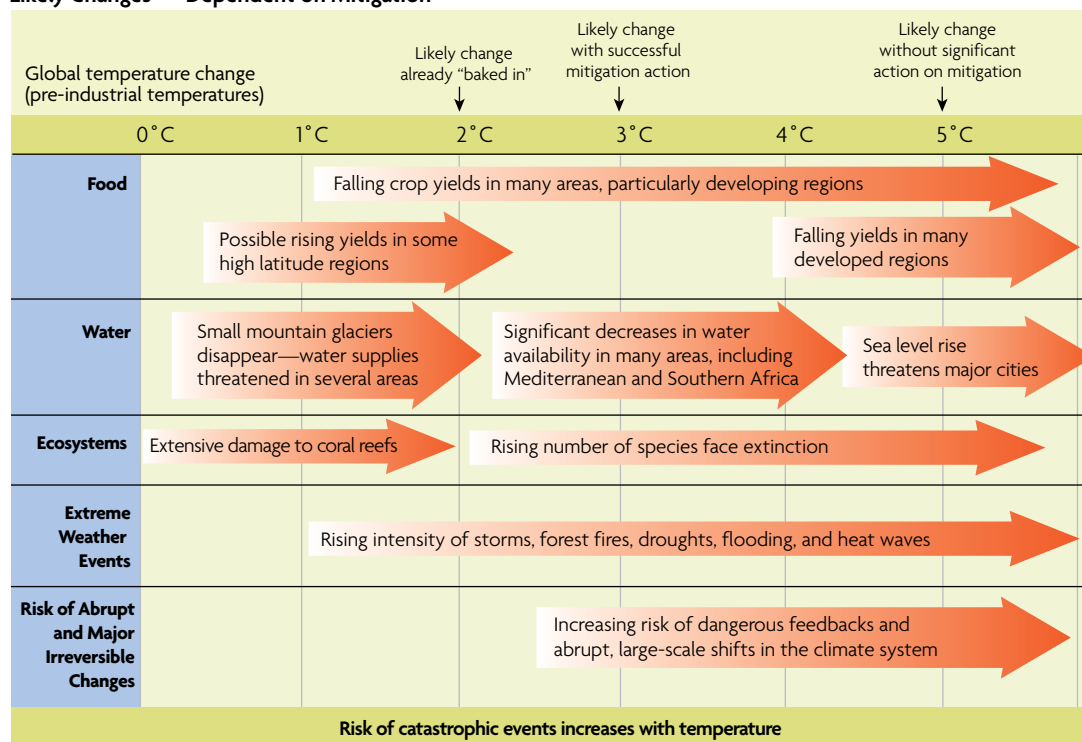 Likely Changes — Dependent on Mitigation
Likely change
already “baked in”
Likely change
with successful
mitigation action
Likely change
without significant
action on mitigation
Global temperature change
(pre-industrial temperatures)
0°C 1°C 2°C 3°C 4°C 5°C
Food
Falling crop yields in many areas, particularly developing regions
Possible rising yields in some
high latitude regions
Falling yields in many
developed regions
Water
Small mountain glaciers
disappear—water supplies
threatened in several areas
Significant decreases in water
availability in many areas, including
Mediterranean and Southern Africa
Sea level rise
threatens major cities
Ecosystems
Extensive damage to coral reefs
Rising number of species face extinction
Extreme
Weather
Events
Rising intensity of storms, forest fires, droughts, flooding, and heat waves
Risk of Abrupt
and Major
Irreversible
Changes
Increasing risk of dangerous feedbacks and
abrupt, large-scale shifts in the climate system
Risk of catastrophic events increases with temperature